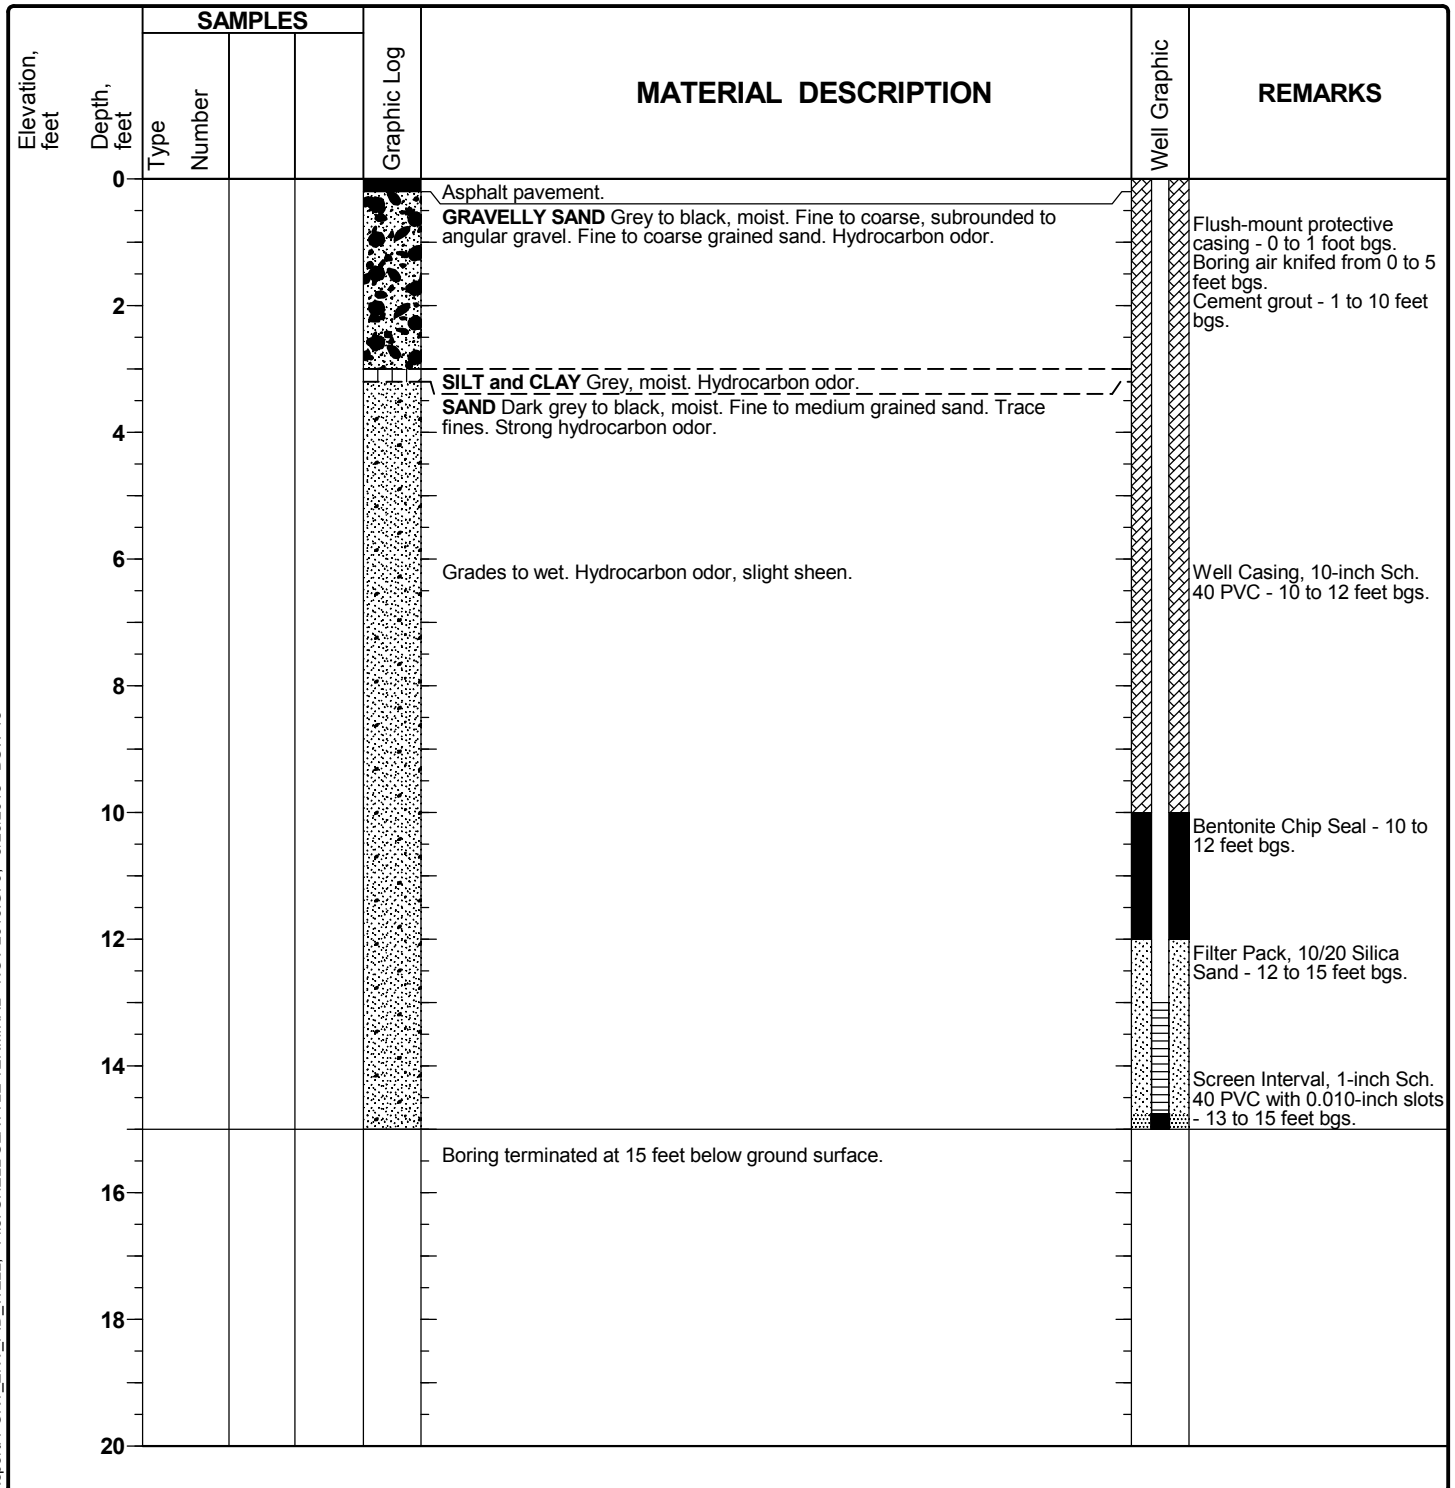 SAMPLES
Elevation,
feet
Depth,
feet
Type
Number
Graphic Log
MATERIAL DESCRIPTION
Well Graphic
REMARKS
0
Asphalt pavement.
GRAVELLY SAND Grey to black, moist. Fine to coarse, subrounded to
angular gravel. Fine to coarse grained sand. Hydrocarbon odor.
Flush-mount protective
casing - 0 to 1 foot bgs.
Boring air knifed from 0 to 5
feet bgs.
Cement grout - 1 to 10 feet
bgs.
2
SILT and CLAY Grey, moist. Hydrocarbon odor.
SAND Dark grey to black, moist. Fine to medium grained sand. Trace
fines. Strong hydrocarbon odor.
4
6
Grades to wet. Hydrocarbon odor, slight sheen.
Well Casing, 10-inch Sch.
40 PVC - 10 to 12 feet bgs.
8
10
Bentonite Chip Seal - 10 to
12 feet bgs.
12
Filter Pack, 10/20 Silica
Sand - 12 to 15 feet bgs.
14
Screen Interval, 1-inch Sch.
40 PVC with 0.010-inch slots
- 13 to 15 feet bgs.
Boring terminated at 15 feet below ground surface.
16
18
20